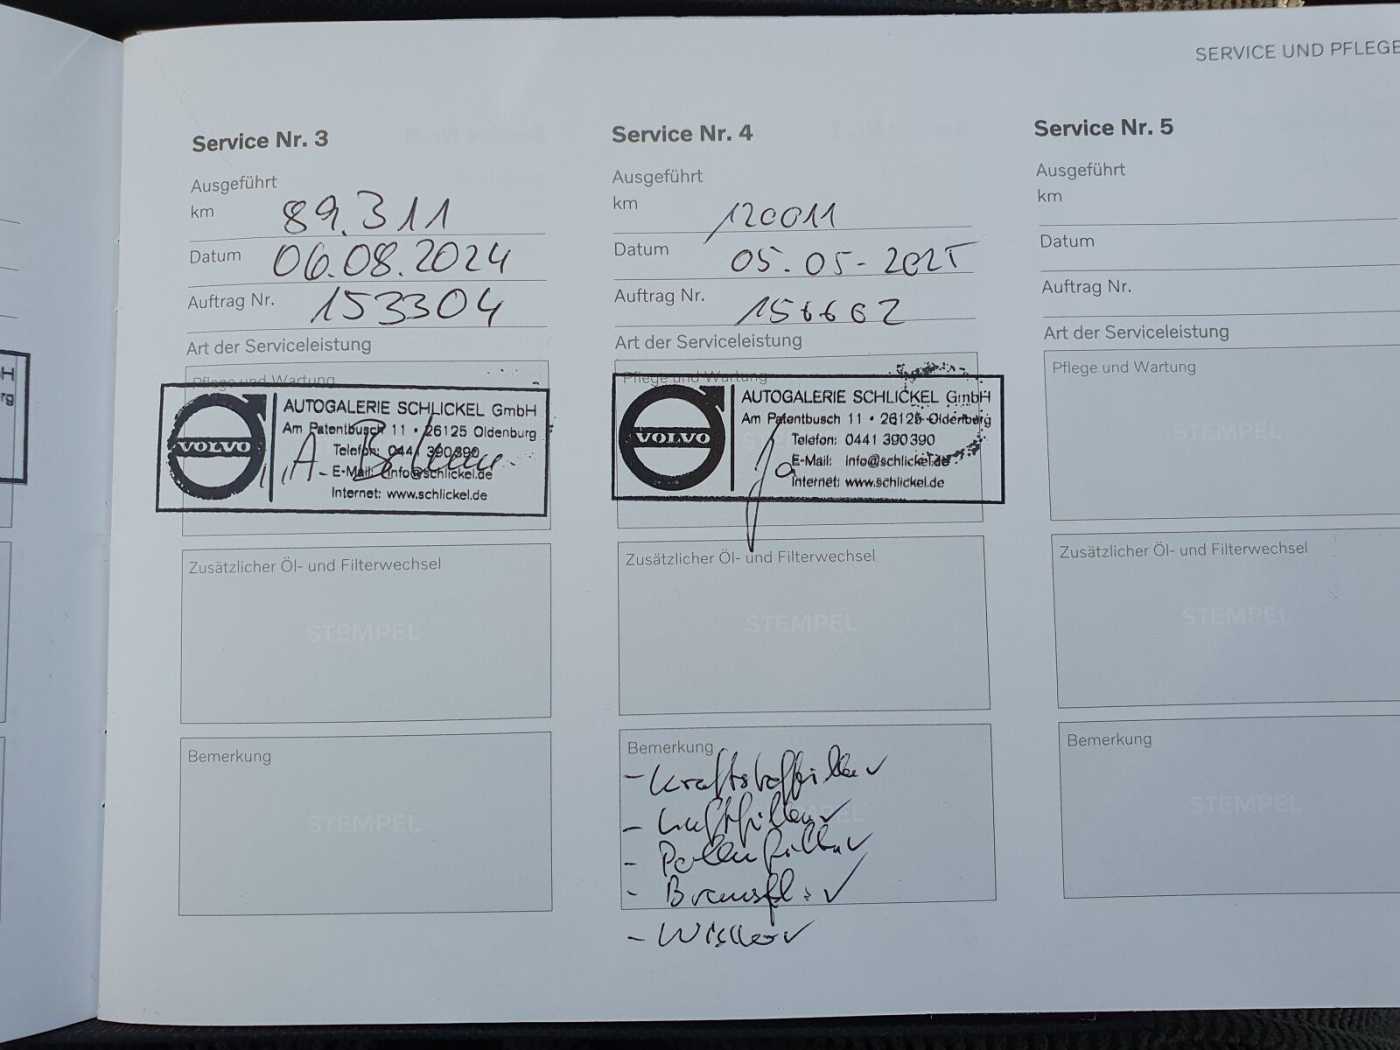 SERVICE UND PFLEGE
Service Nr. 3
Ausgeführt
km 89.311
Datum 06.08.2024
Auftrag Nr. 153304
Art der Serviceleistung
Pflege und Wartung
VOLVO
AUTOGALERIE SCHLICKEL GmbH
Am Patentbusch 11 • 26125 Oldenburg
Telefon: 0441 390390
E-Mail: info@schlickel.de
Internet: www.schlickel.de
Zusätzlicher Öl- und Filterwechsel
STEMPEL
Bemerkung
STEMPEL
Service Nr. 4
Ausgeführt
km 120011
Datum 05.05-2025
Auftrag Nr. 156662
Art der Serviceleistung
Pflege und Wartung
VOLVO
AUTOGALERIE SCHLICKEL GmbH
Am Patentbusch 11 • 26125 Oldenburg
Telefon: 0441 390390
E-Mail: info@schlickel.de
Internet: www.schlickel.de
Zusätzlicher Öl- und Filterwechsel
STEMPEL
Bemerkung
- Kraftstofffilter ✓
- Luftfilter ✓
- Pollenfilter ✓
- Bremsfl. ✓
- Wischer ✓
Service Nr. 5
Ausgeführt
km
Datum
Auftrag Nr.
Art der Serviceleistung
Pflege und Wartung
STEMPEL
Zusätzlicher Öl- und Filterwechsel
STEMPEL
Bemerkung
STEMPEL